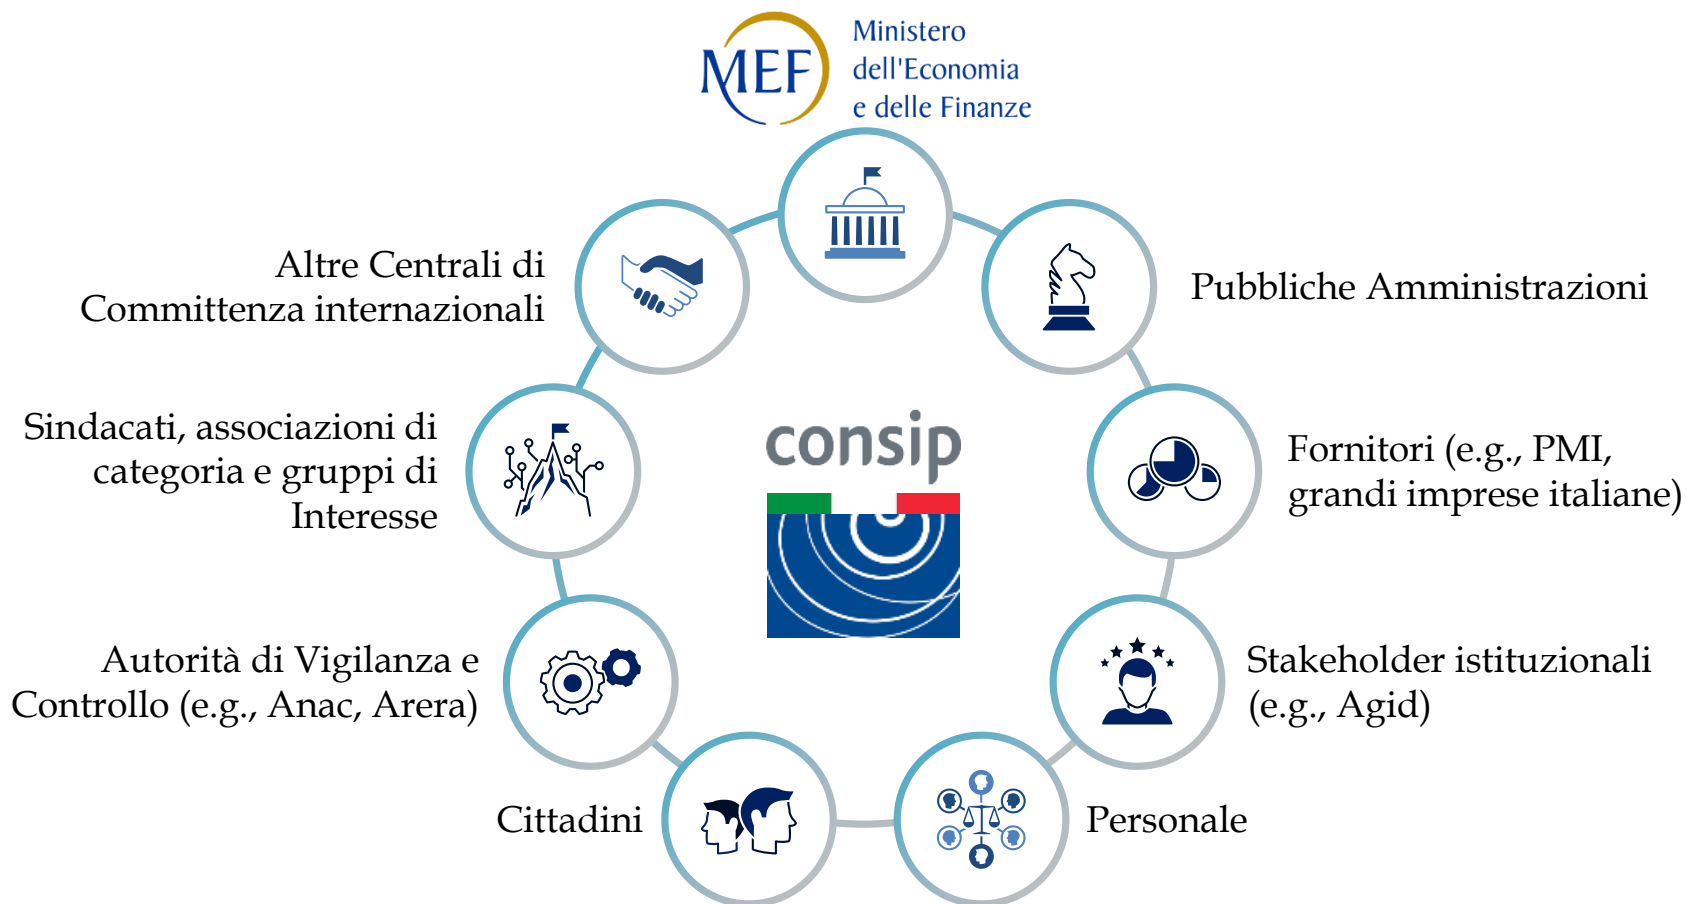 MEF
Ministero
dell'Economia
e delle Finanze
Altre Centrali di
Committenza internazionali
Pubbliche Amministrazioni
Sindacati, associazioni di
categoria e gruppi di
Interesse
consip
Fornitori (e.g., PMI,
grandi imprese italiane)
Autorità di Vigilanza e
Controllo (e.g., Anac, Arera)
Stakeholder istituzionali
(e.g., Agid)
Cittadini
Personale